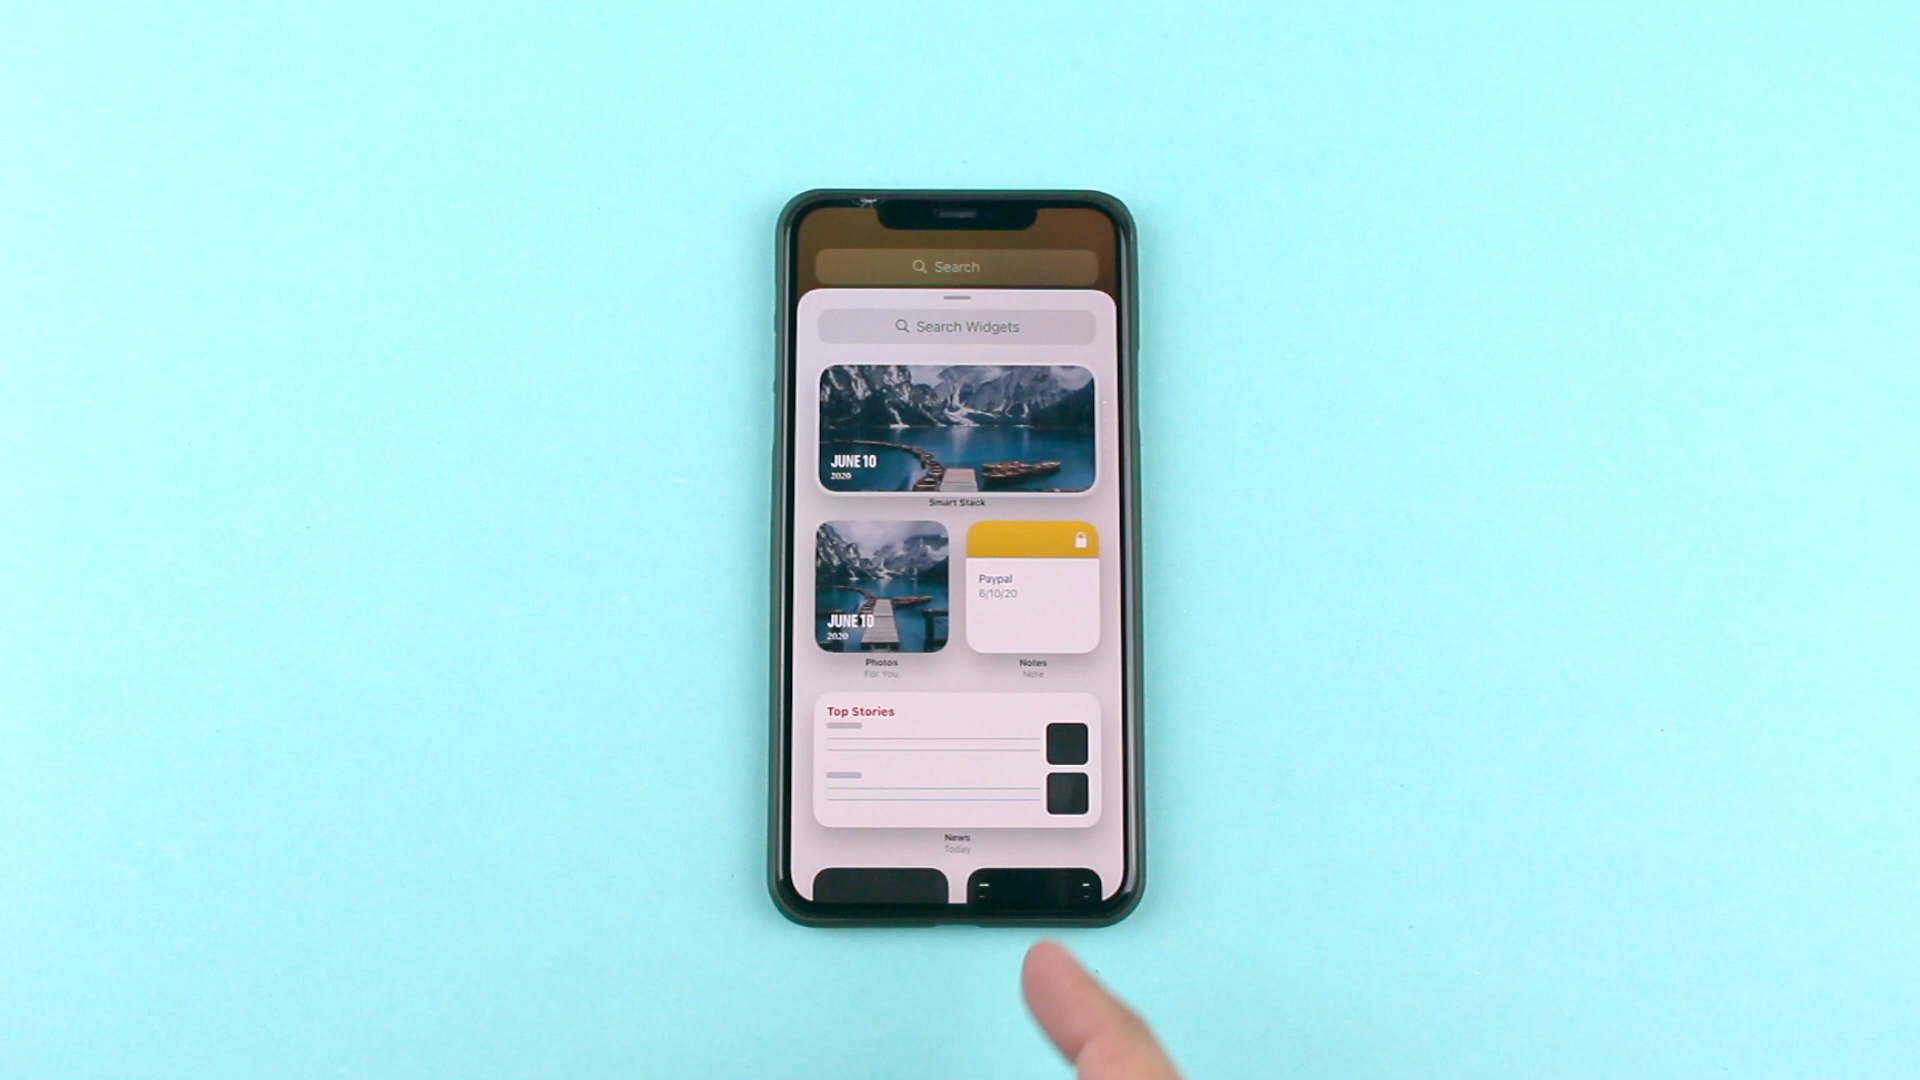 Search
Search Widgets
JUNE 10
2020
Smart Stack
JUNE 10
2020
Photos
For You
Paypal
6/10/20
Notes
Note
Top Stories
News
Today